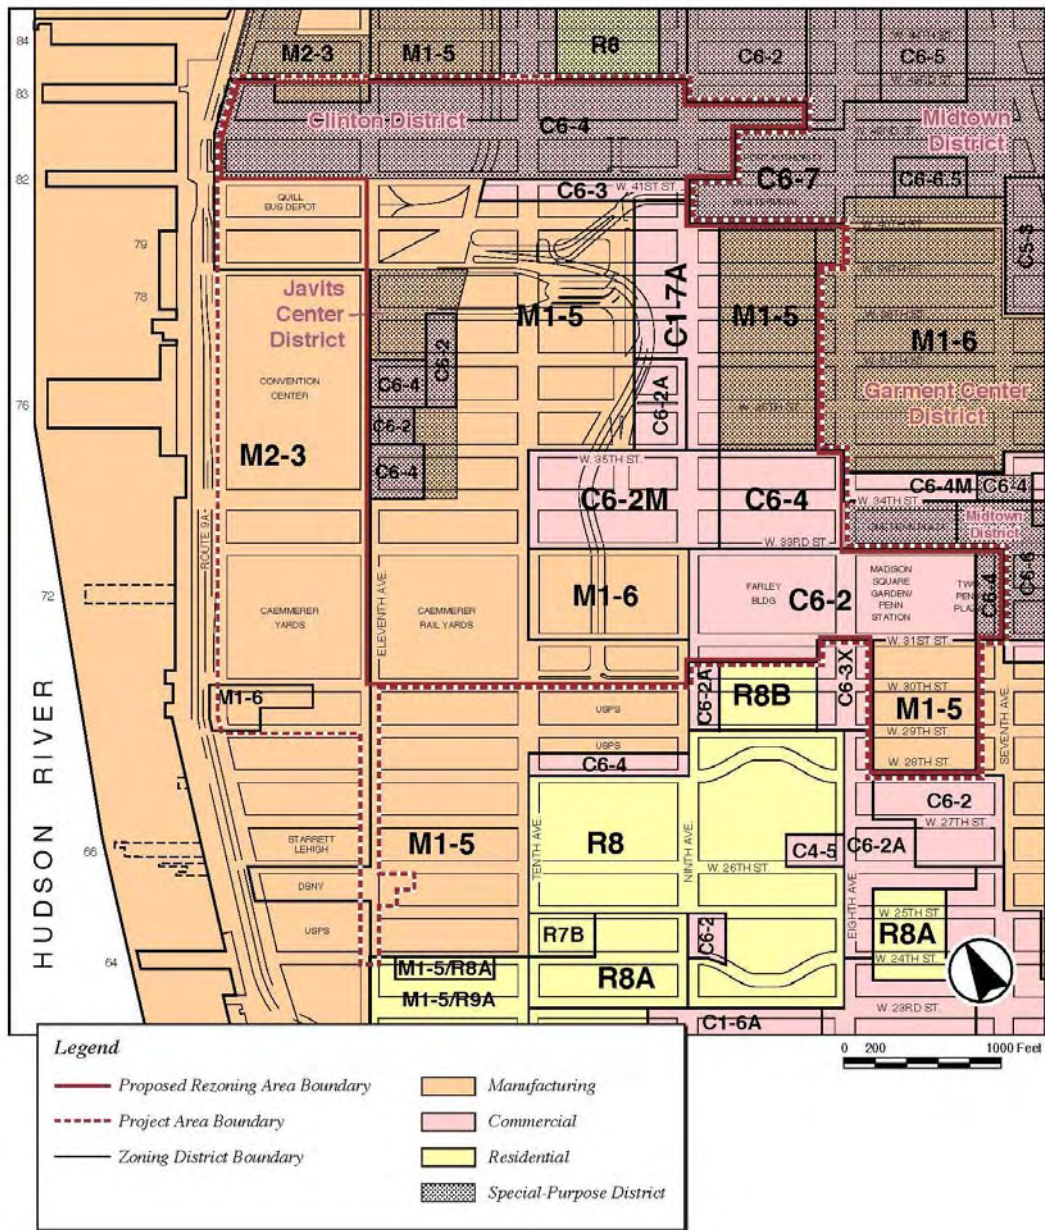 84
M2-3
M1-5
R8
C6-2
C6-5
83
Clinton District
C6-4
Midtown
District
82
C6-3
W. 41ST ST.
PORT AUTHORITY
C6-7
C6-6.5
QUILL
BUS DEPOT
79
C5-3
78
Javits
Center
District
M1-5
C1-7A
M1-5
M1-6
C6-2
C6-4
CONVENTION
CENTER
76
C6-2A
Garment Center
District
C6-2
M2-3
C6-4
W. 35TH ST.
C6-2M
C6-4
C6-4M
C6-4
W. 34TH ST.
Midtown
District
ROUTE 9A
W. 33RD ST.
72
ELEVENTH AVE.
M1-6
FARLEY
BLDG
C6-2
MADISON
SQUARE
GARDEN/
PENN
STATION
C6-4
C6-6
CAEMMERER
YARDS
CAEMMERER
RAIL YARDS
W. 31ST ST.
M1-6
USPS
C6-2A
R8B
C6-3X
W. 30TH ST.
M1-5
W. 29TH ST.
SEVENTH AVE.
USPS
C6-4
W. 28TH ST.
HUDSON RIVER
C6-2
W. 27TH ST.
66
STARRETT
LEHIGH
M1-5
TENTH AVE.
R8
NINTH AVE.
C4-5
C6-2A
W. 26TH ST.
DSNY
EIGHTH AVE.
W. 25TH ST.
USPS
R7B
C6-2
R8A
W. 24TH ST.
64
M1-5/R8A
R8A
M1-5/R9A
C1-6A
W. 23RD ST.
0 200 1000 Feet
Legend
Proposed Rezoning Area Boundary
Project Area Boundary
Zoning District Boundary
Manufacturing
Commercial
Residential
Special-Purpose District